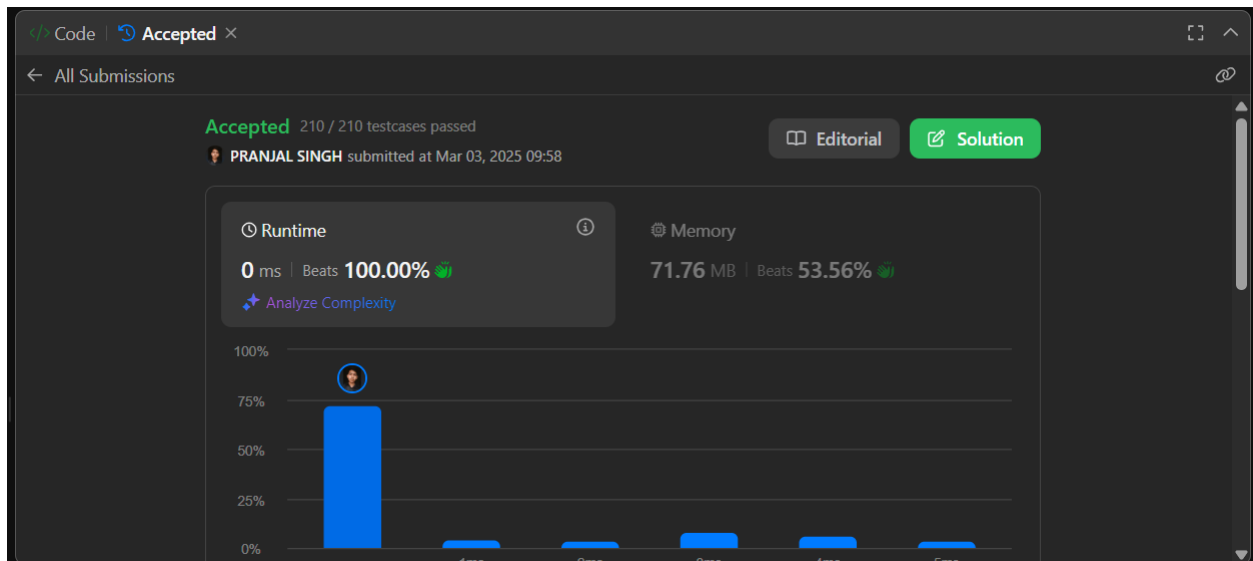 </> Code Accepted ×
← All Submissions
Accepted 210 / 210 testcases passed
Editorial
Solution
PRANJAL SINGH submitted at Mar 03, 2025 09:58
Runtime
0 ms | Beats 100.00%
Analyze Complexity
Memory
71.76 MB | Beats 53.56%
100%
75%
50%
25%
0%